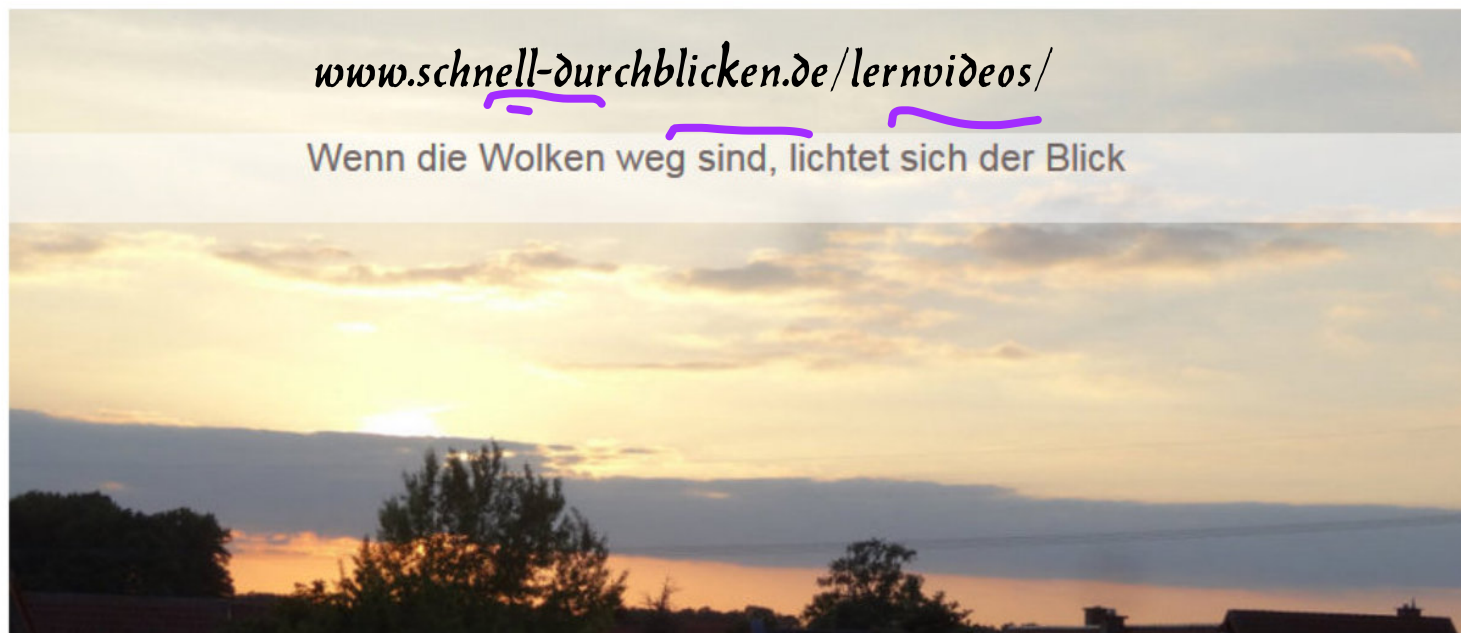 www.schnell-durchblicken.de/lernvideos/
Wenn die Wolken weg sind, lichtet sich der Blick